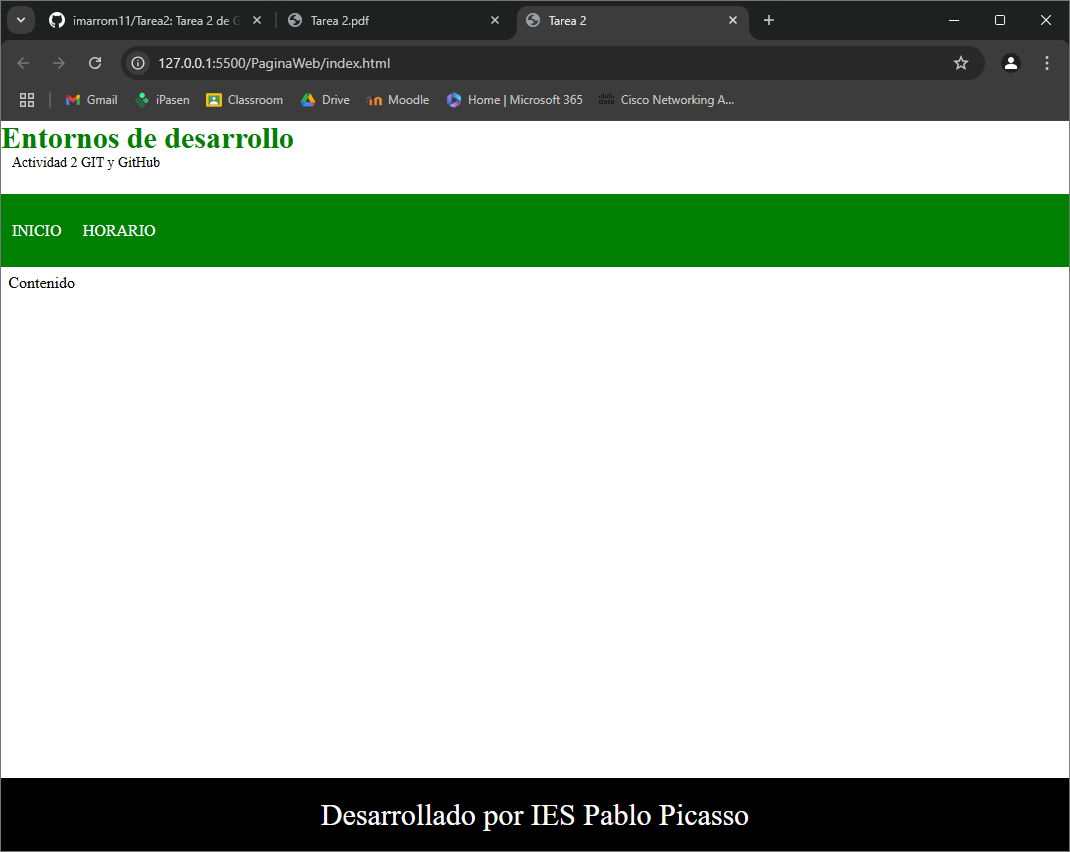 imarrom11/Tarea2: Tarea 2 de G
Tarea 2.pdf
Tarea 2
127.0.0.1:5500/PaginaWeb/index.html
Gmail
iPasen
Classroom
Drive
Moodle
Home | Microsoft 365
Cisco Networking A...
Entornos de desarrollo
Actividad 2 GIT y GitHub
INICIO
HORARIO
Contenido
Desarrollado por IES Pablo Picasso